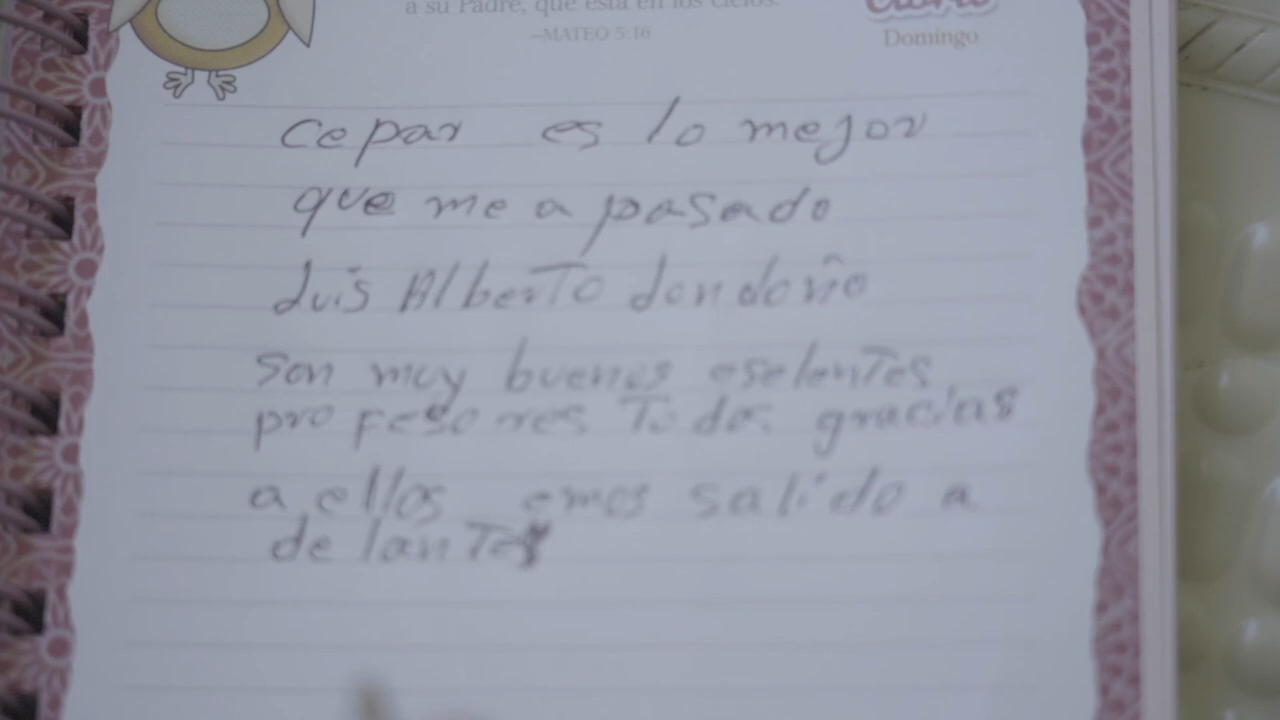 a su Padre, que está en los cielos.
–MATEO 5:16
Domingo
cepar es lo mejor
que me a pasado
Luis Alberto londoño
son muy buenos eselentes
profesores Todos gracias
a ellos emos salido a
delantes